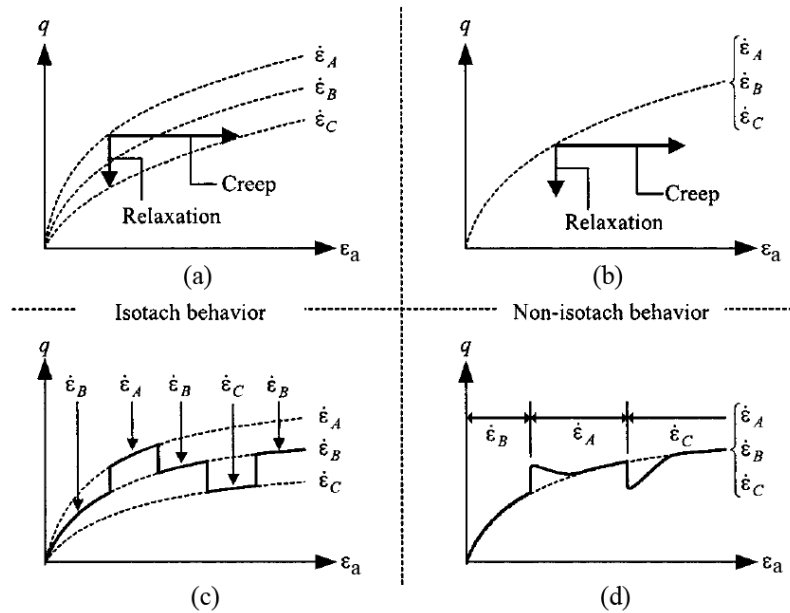 q
ε̇A
ε̇B
ε̇C
Relaxation
Creep
εa
(a)
q
ε̇A
ε̇B
ε̇C
Relaxation
Creep
εa
(b)
Isotach behavior
Non-isotach behavior
q
ε̇B ε̇A ε̇B ε̇C ε̇B
ε̇A
ε̇B
ε̇C
εa
(c)
q
ε̇B ε̇A ε̇C
ε̇A
ε̇B
ε̇C
εa
(d)